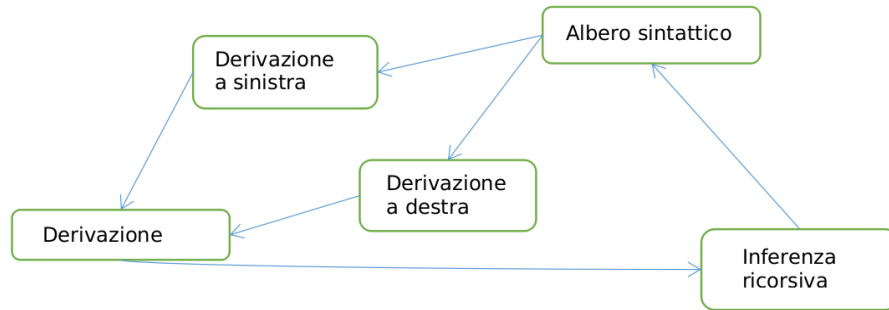 Albero sintattico
Derivazione
a sinistra
Derivazione
a destra
Derivazione
Inferenza
ricorsiva